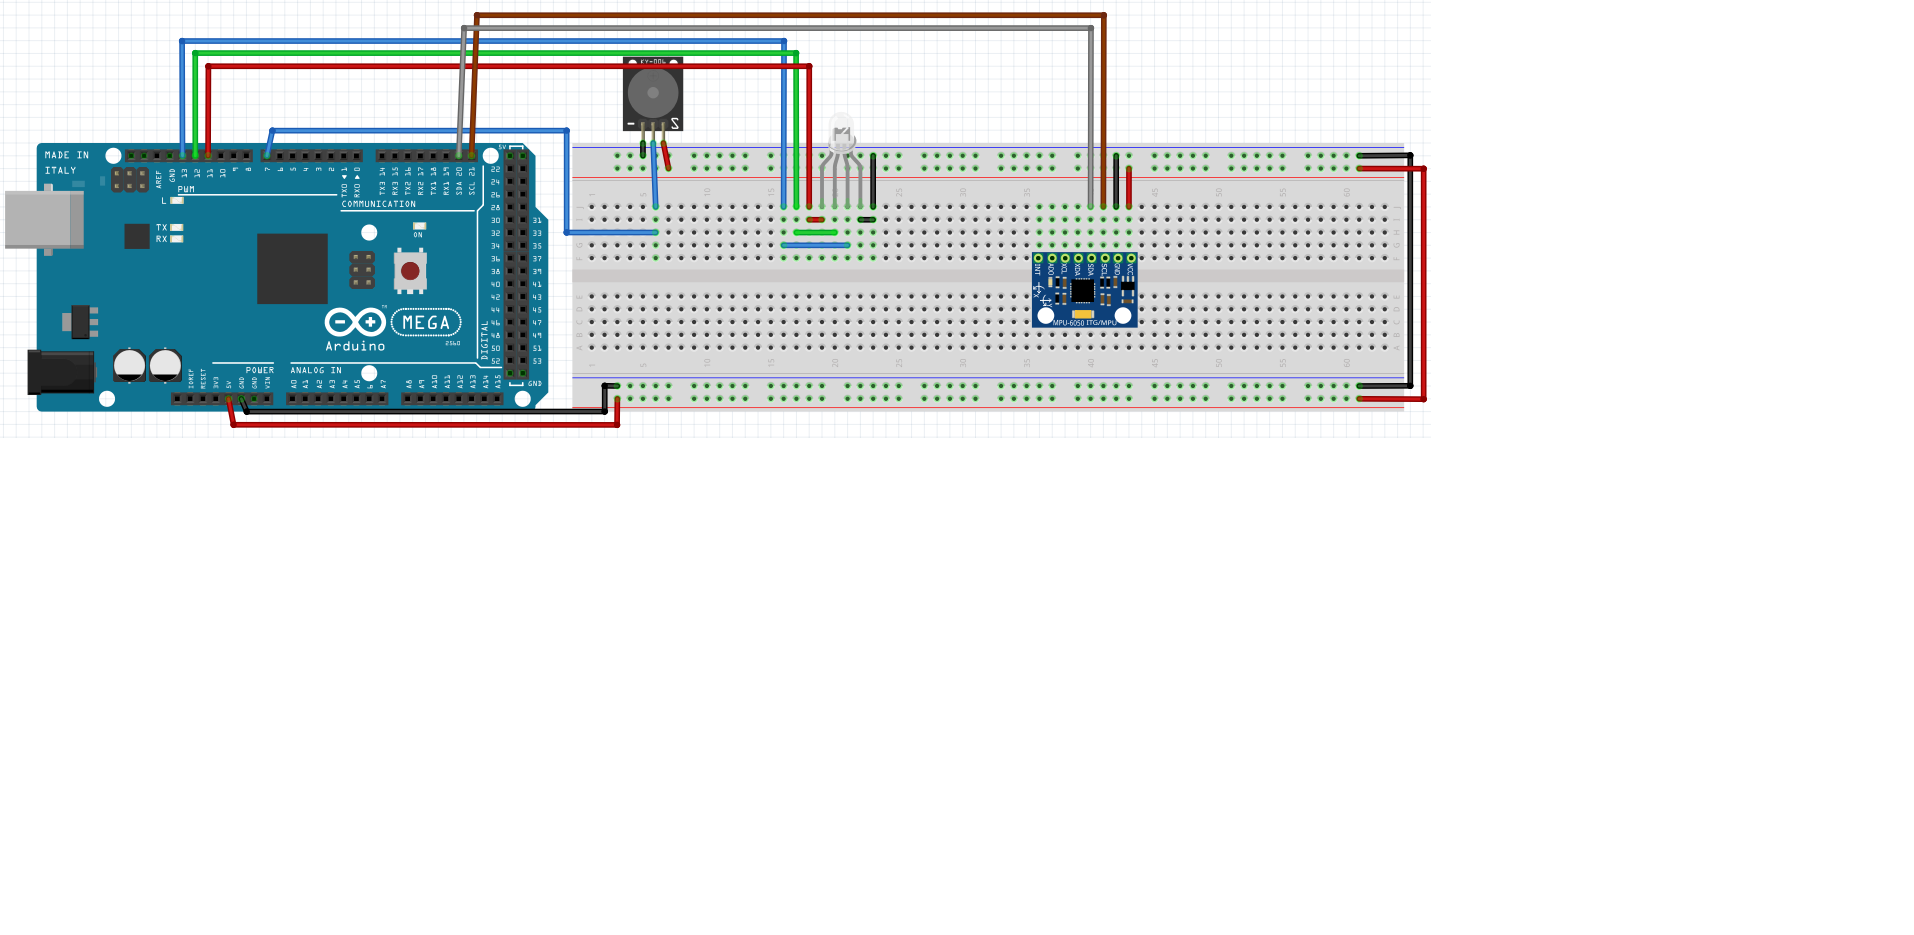 KY-006
-
S
MADE IN
ITALY
AREF
GND
13
12
11
10
9
8
7
6
5
4
3
2
TX0 1
RX0 0
TX3 14
RX3 15
TX2 16
RX2 17
TX1 18
RX1 19
SDA 20
SCL 21
5V
PWM
COMMUNICATION
L
TX
RX
ON
22
24
26
28
30 31
32 33
34 35
36 37
38 39
40 41
42 43
44 45
46 47
48 49
50 51
52 53
DIGITAL
GND
MEGA
2560
TM
Arduino
POWER
ANALOG IN
IOREF
RESET
3V3
5V
GND
GND
VIN
A0
A1
A2
A3
A4
A5
6
A7
A8
A9
A10
A11
A12
A13
A14
A15
1 5 10 15 20 25 30 35 40 45 50 55 60
J
I
H
G
F
E
D
C
B
A
INT
AD0
XCL
XDA
SDA
SCL
GND
VCC
MPU-6050 ITG/MPU